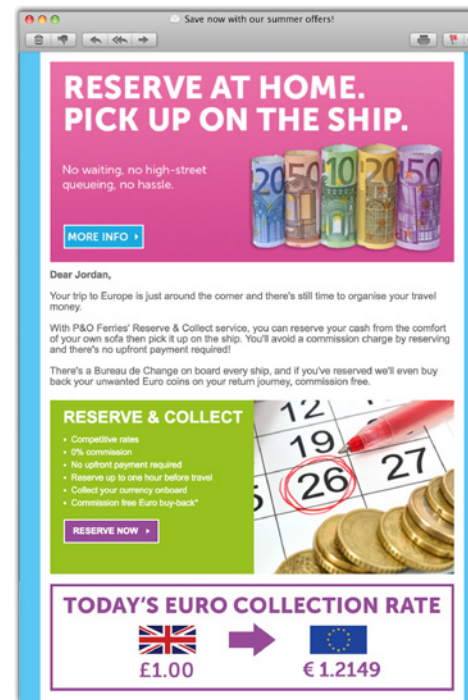 Save now with our summer offers!
RESERVE AT HOME.
PICK UP ON THE SHIP.
No waiting, no high-street
queueing, no hassle.
20 50 10 20 50
MORE INFO
Dear Jordan,
Your trip to Europe is just around the corner and there's still time to organise your travel
money.
With P&O Ferries' Reserve & Collect service, you can reserve your cash from the comfort
of your own sofa then pick it up on the ship. You'll avoid a commission charge by reserving
and there's no upfront payment required!
There's a Bureau de Change on board every ship, and if you've reserved we'll even buy
back your unwanted Euro coins on your return journey, commission free.
RESERVE & COLLECT
• Competitive rates
• 0% commission
• No upfront payment required
• Reserve up to one hour before travel
• Collect your currency onboard
• Commission free Euro buy-back*
RESERVE NOW
12
19
5 26 27
TODAY'S EURO COLLECTION RATE
£1.00 € 1.2149